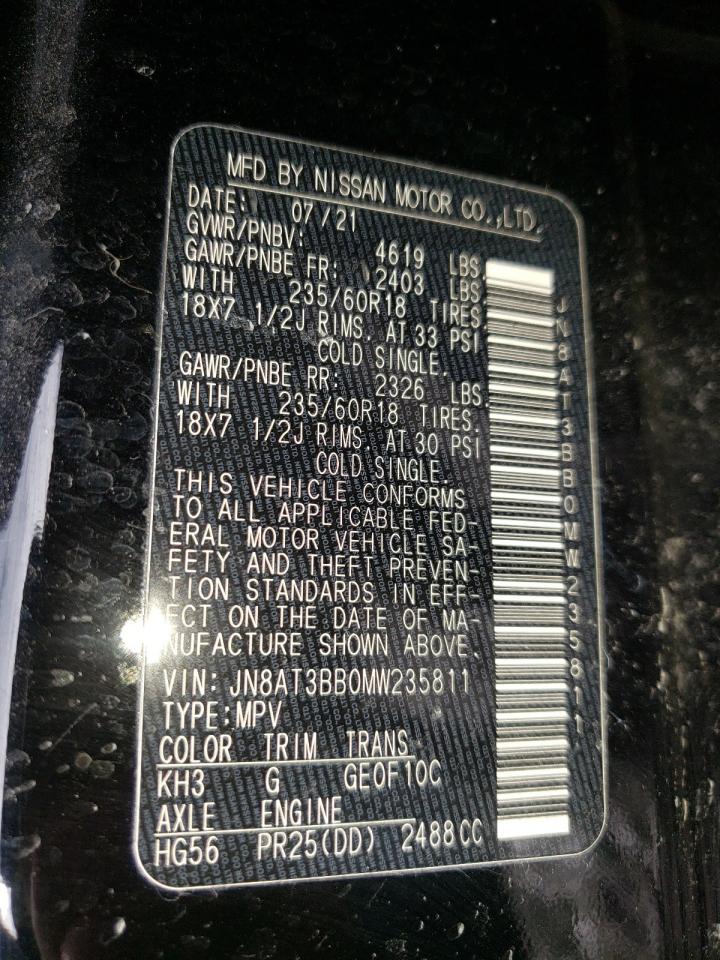 MFD BY NISSAN MOTOR CO.,LTD.
DATE: 07/21
GVWR/PNBV: 4619 LBS
GAWR/PNBE FR: 2403 LBS
WITH 235/60R18 TIRES.
18X7 1/2J RIMS. AT 33 PSI
COLD SINGLE.
GAWR/PNBE RR: 2326 LBS
WITH 235/60R18 TIRES.
18X7 1/2J RIMS. AT 30 PSI
COLD SINGLE.
THIS VEHICLE CONFORMS
TO ALL APPLICABLE FED-
ERAL MOTOR VEHICLE SA-
FETY AND THEFT PREVEN-
TION STANDARDS IN EFF-
ECT ON THE DATE OF MA-
NUFACTURE SHOWN ABOVE.
VIN: JN8AT3BB0MW235811
TYPE:MPV
COLOR TRIM TRANS
KH3 G GE0F10C
AXLE ENGINE
HG56 PR25(DD) 2488CC
JN8AT3BB0MW235811